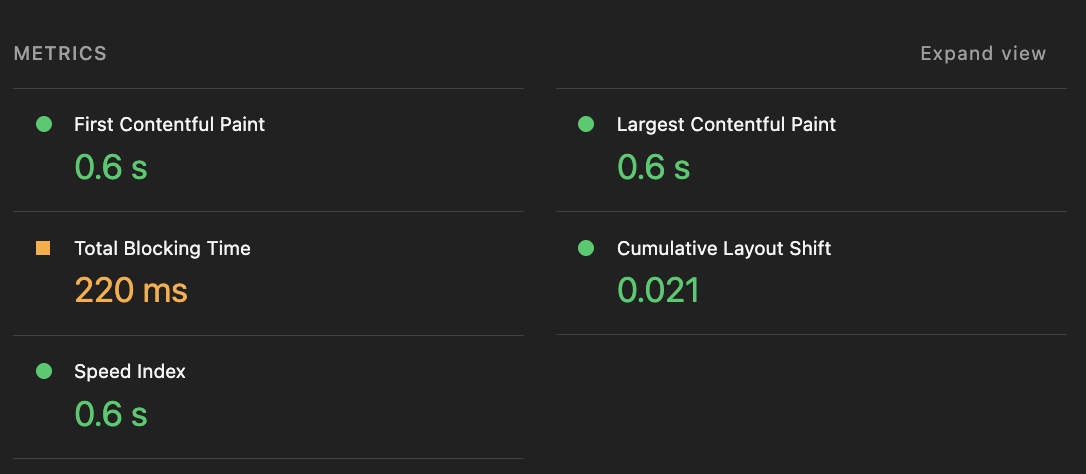 METRICS
Expand view
First Contentful Paint
0.6 s
Largest Contentful Paint
0.6 s
Total Blocking Time
220 ms
Cumulative Layout Shift
0.021
Speed Index
0.6 s